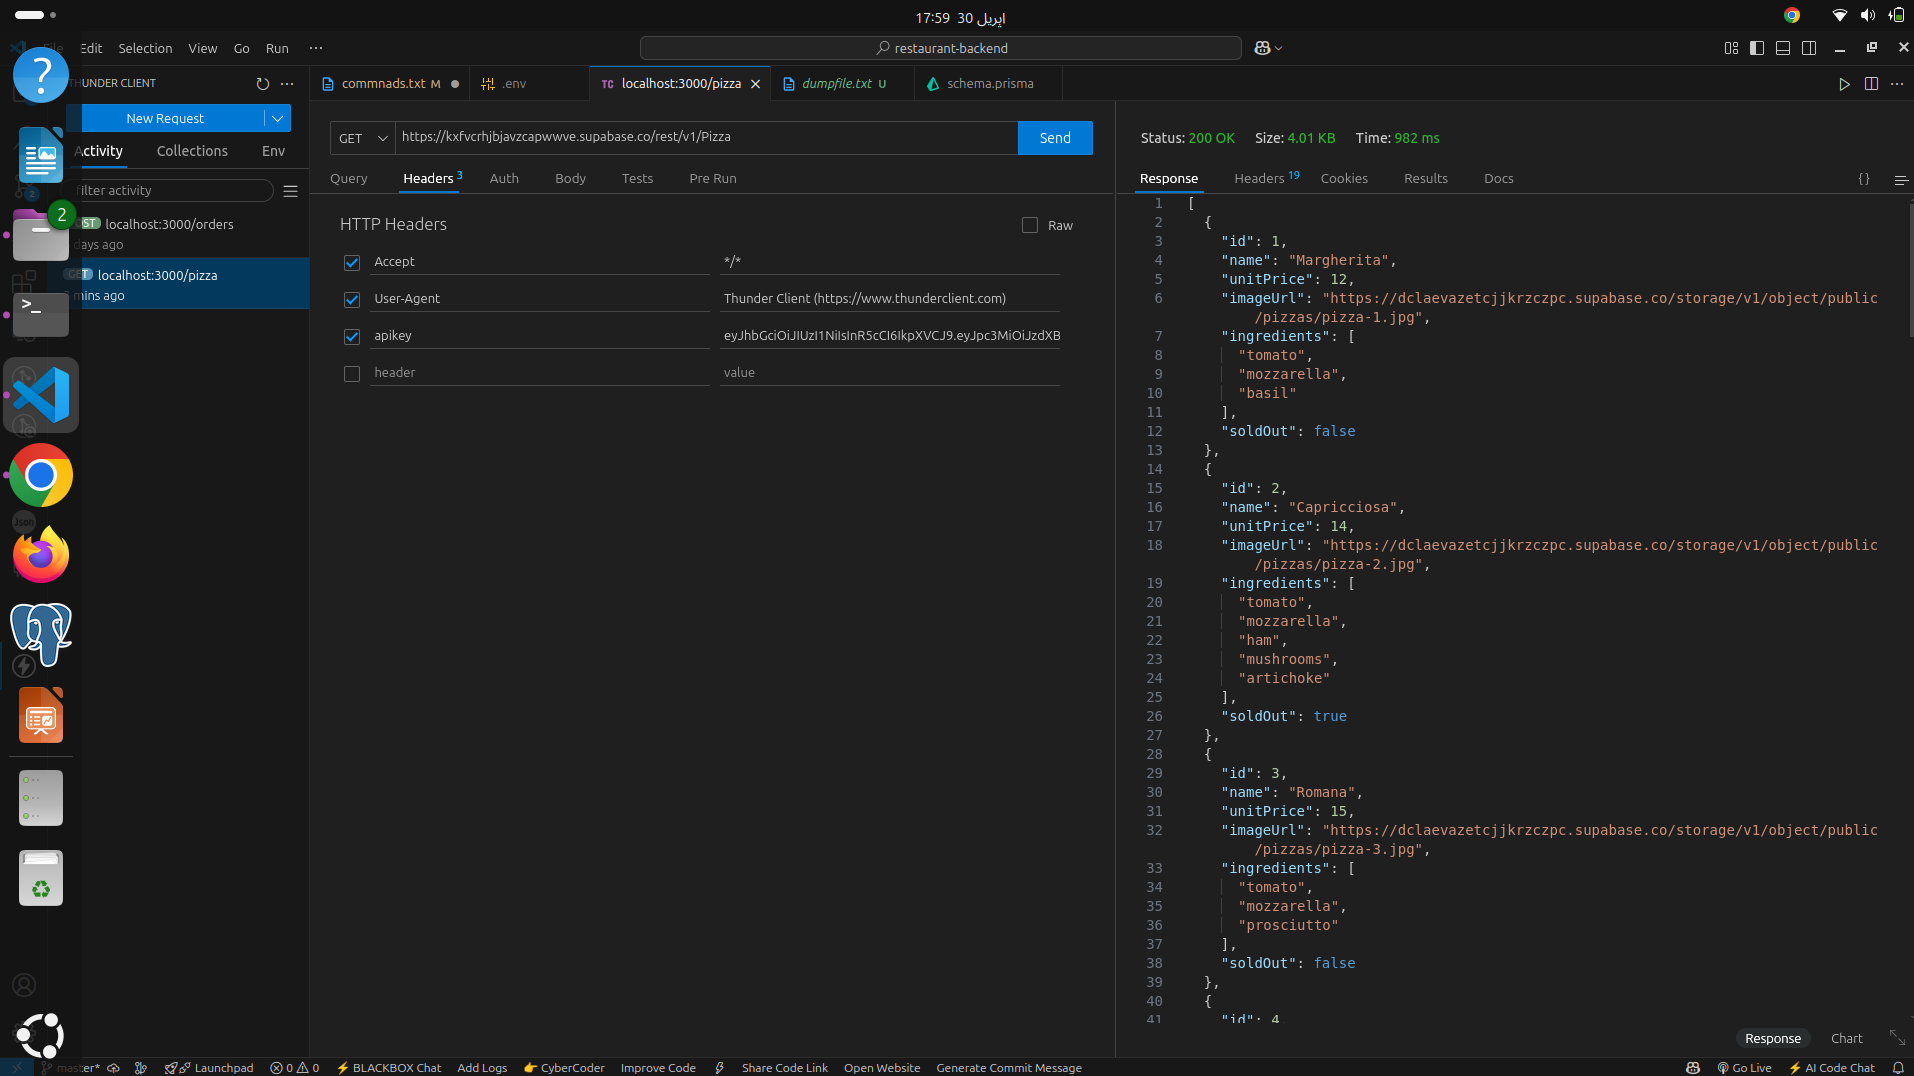 17:59 30 اپریل
File Edit Selection View Go Run ···
restaurant-backend
THUNDER CLIENT
New Request
Activity Collections Env
filter activity
localhost:3000/orders
days ago
GET localhost:3000/pizza
mins ago
2
2
Json
commnads.txt M
.env
TC localhost:3000/pizza
dumpfile.txt U
schema.prisma
GET https://kxfvcrhjbjavzcapwwve.supabase.co/rest/v1/Pizza Send
Query Headers 3 Auth Body Tests Pre Run
HTTP Headers Raw
Accept */*
User-Agent Thunder Client (https://www.thunderclient.com)
apikey eyJhbGciOiJIUzI1NiIsInR5cCI6IkpXVCJ9.eyJpc3MiOiJzdXB
header value
Status: 200 OK Size: 4.01 KB Time: 982 ms
Response Headers 19 Cookies Results Docs {}
1 [
2 {
3 "id": 1,
4 "name": "Margherita",
5 "unitPrice": 12,
6 "imageUrl": "https://dclaevazetcjjkrzczpc.supabase.co/storage/v1/object/public
/pizzas/pizza-1.jpg",
7 "ingredients": [
8 "tomato",
9 "mozzarella",
10 "basil"
11 ],
12 "soldOut": false
13 },
14 {
15 "id": 2,
16 "name": "Capricciosa",
17 "unitPrice": 14,
18 "imageUrl": "https://dclaevazetcjjkrzczpc.supabase.co/storage/v1/object/public
/pizzas/pizza-2.jpg",
19 "ingredients": [
20 "tomato",
21 "mozzarella",
22 "ham",
23 "mushrooms",
24 "artichoke"
25 ],
26 "soldOut": true
27 },
28 {
29 "id": 3,
30 "name": "Romana",
31 "unitPrice": 15,
32 "imageUrl": "https://dclaevazetcjjkrzczpc.supabase.co/storage/v1/object/public
/pizzas/pizza-3.jpg",
33 "ingredients": [
34 "tomato",
35 "mozzarella",
36 "prosciutto"
37 ],
38 "soldOut": false
39 },
40 {
41 "id": 4
Response Chart
master* Launchpad 0 0 BLACKBOX Chat Add Logs CyberCoder Improve Code Share Code Link Open Website Generate Commit Message Go Live AI Code Chat